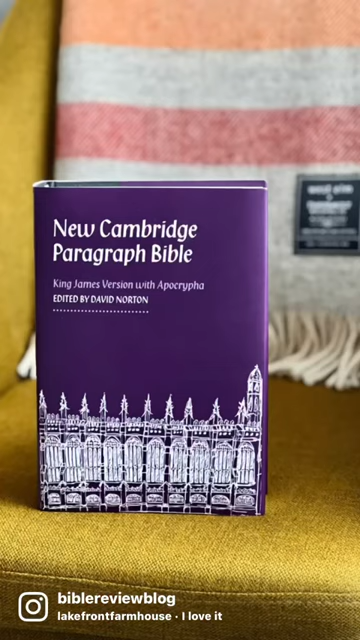 New Cambridge
Paragraph Bible
King James Version with Apocrypha
EDITED BY DAVID NORTON
biblereviewblog
lakefrontfarmhouse · I love it